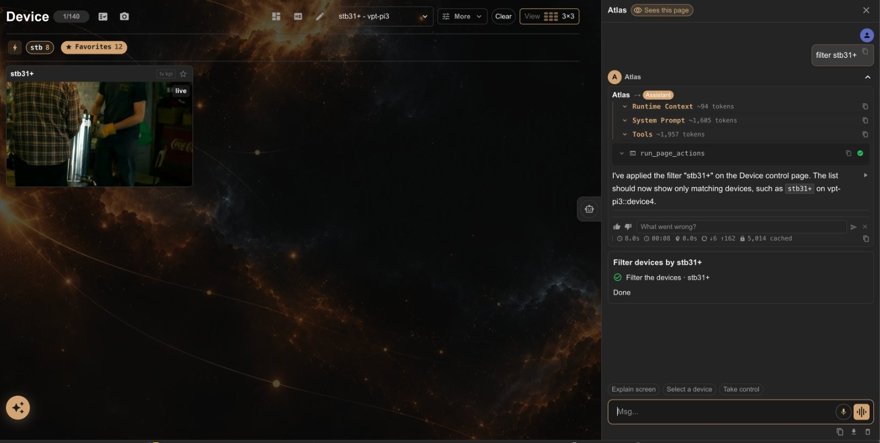 Device 1/140 stb31+ - vpt-pi3 More Clear View 3×3
stb 8 ★ Favorites 12
stb31+
live
Atlas Sees this page
filter stb31+
A Atlas
Atlas → Assistant
Runtime Context ~94 tokens
System Prompt ~1,605 tokens
Tools ~1,957 tokens
run_page_actions
I've applied the filter "stb31+" on the Device control page. The list
should now show only matching devices, such as stb31+ on vpt-
pi3::device4.
What went wrong?
8.0s 00:08 0.0s ↓6 ↑162 5,014 cached
Filter devices by stb31+
Filter the devices · stb31+
Done
Explain screen Select a device Take control
Msg...